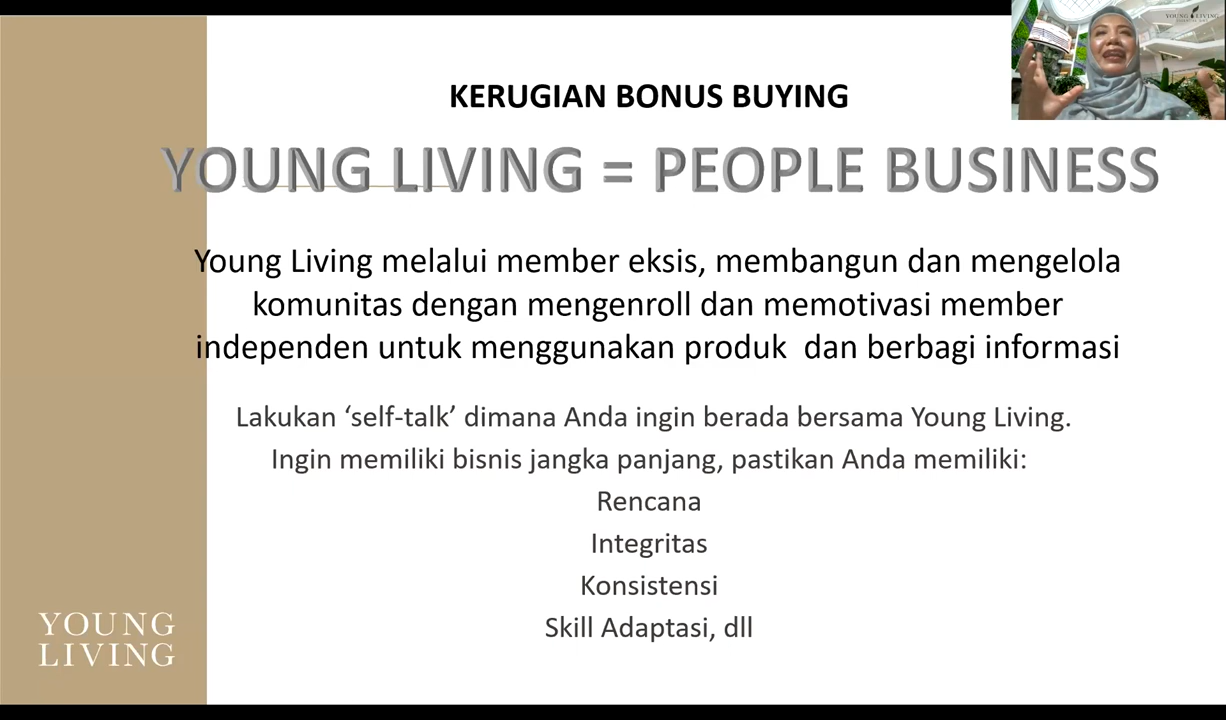 KERUGIAN BONUS BUYING
YOUNG LIVING = PEOPLE BUSINESS
Young Living melalui member eksis, membangun dan mengelola
komunitas dengan mengenroll dan memotivasi member
independen untuk menggunakan produk  dan berbagi informasi
Lakukan ‘self-talk’ dimana Anda ingin berada bersama Young Living.
Ingin memiliki bisnis jangka panjang, pastikan Anda memiliki:
Rencana
Integritas
Konsistensi
Skill Adaptasi, dll
YOUNG
LIVING
YOUNG LIVING